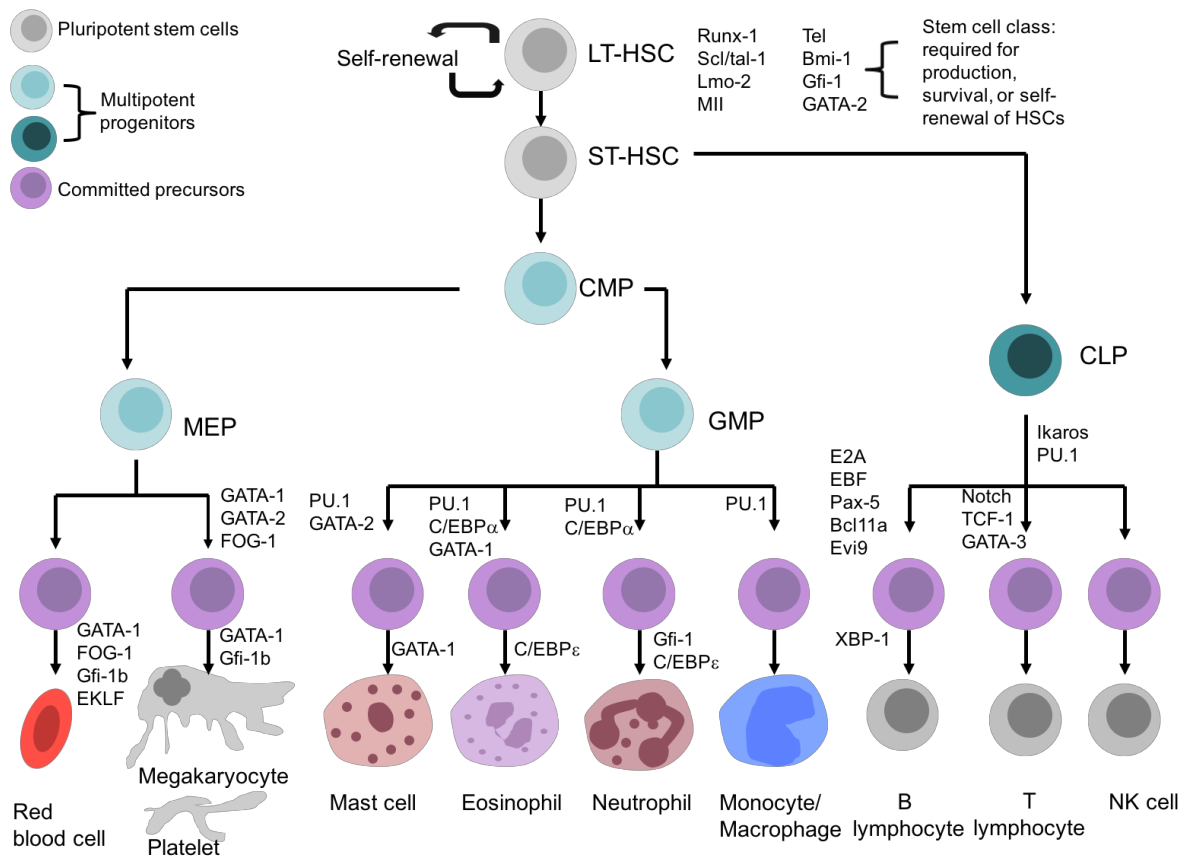 Pluripotent stem cells
Multipotent
progenitors
Committed precursors
Self-renewal
LT-HSC
Runx-1
Scl/tal-1
Lmo-2
MII
Tel
Bmi-1
Gfi-1
GATA-2
Stem cell class:
required for
production,
survival, or self-
renewal of HSCs
ST-HSC
CMP
CLP
MEP
GMP
Ikaros
PU.1
GATA-1
GATA-2
FOG-1
PU.1
GATA-2
PU.1
C/EBPα
GATA-1
PU.1
C/EBPα
PU.1
E2A
EBF
Pax-5
Bcl11a
Evi9
Notch
TCF-1
GATA-3
GATA-1
FOG-1
Gfi-1b
EKLF
GATA-1
Gfi-1b
GATA-1
C/EBPε
Gfi-1
C/EBPε
XBP-1
Red
blood cell
Megakaryocyte
Platelet
Mast cell
Eosinophil
Neutrophil
Monocyte/
Macrophage
B
lymphocyte
T
lymphocyte
NK cell